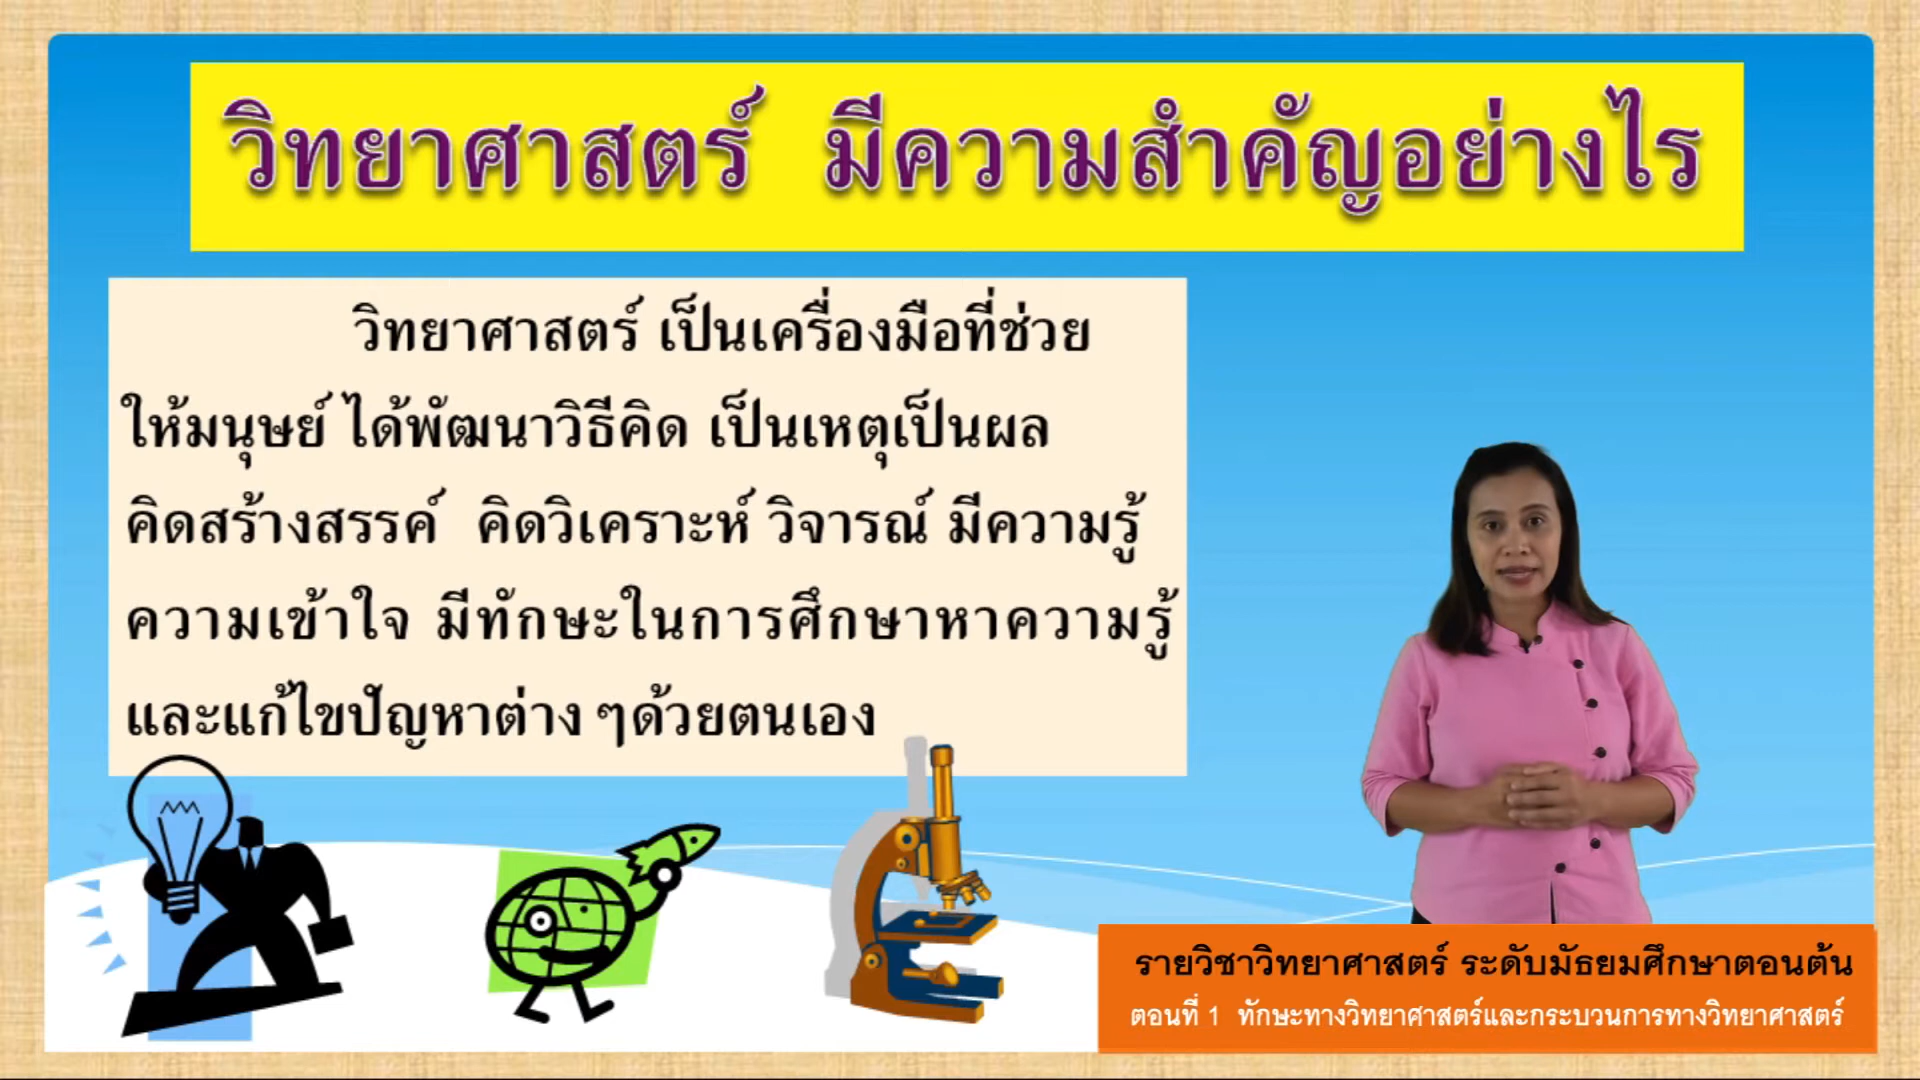 วิทยาศาสตร์ มีความสำคัญอย่างไร
วิทยาศาสตร์ เป็นเครื่องมือที่ช่วย
ให้มนุษย์ ได้พัฒนาวิธีคิด เป็นเหตุเป็นผล
คิดสร้างสรรค์ คิดวิเคราะห์ วิจารณ์ มีความรู้
ความเข้าใจ มีทักษะในการศึกษาหาความรู้
และแก้ไขปัญหาต่าง ๆด้วยตนเอง
รายวิชาวิทยาศาสตร์ ระดับมัธยมศึกษาตอนต้น
ตอนที่ 1 ทักษะทางวิทยาศาสตร์และกระบวนการทางวิทยาศาสตร์